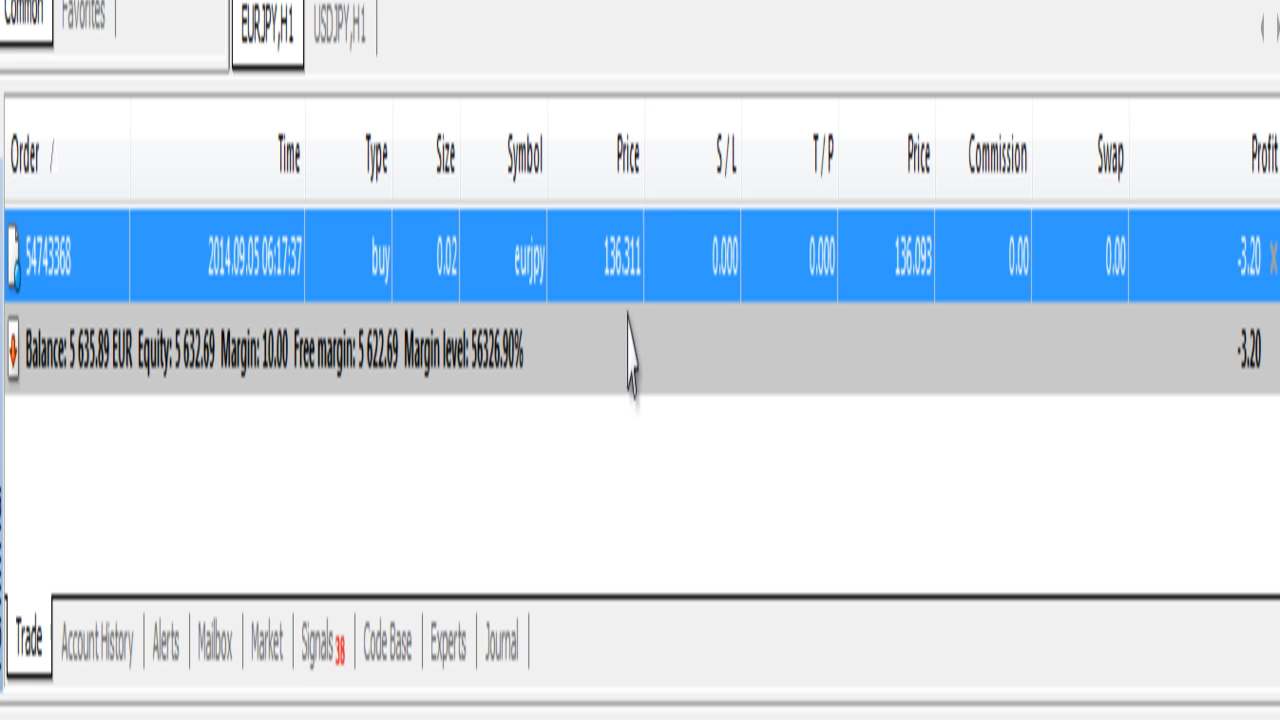 Common Favorites EURJPY,H1 USDJPY,H1
Order / Time Type Size Symbol Price S / L T / P Price Commission Swap Profit
54743368 2014.09.05 06:17:37 buy 0.02 eurjpy 136.311 0.000 0.000 136.093 0.00 0.00 -3.20 x
Balance: 5 635.89 EUR Equity: 5 632.69 Margin: 10.00 Free margin: 5 622.69 Margin level: 56326.90% -3.20
Trade Account History Alerts Mailbox Market Signals 38 Code Base Experts Journal